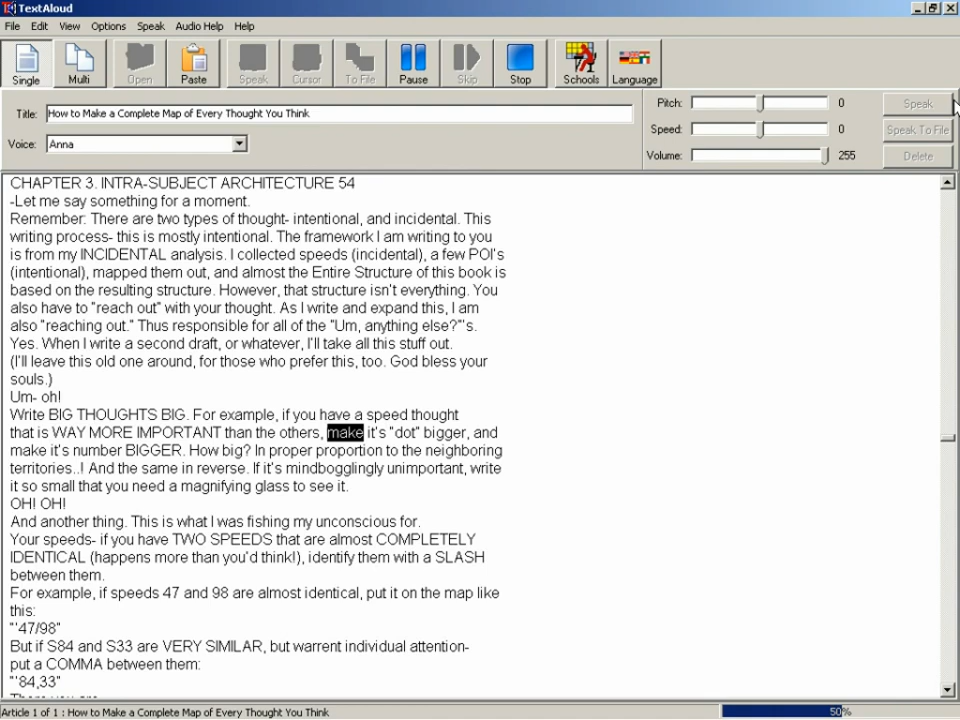 TextAloud
File Edit View Options Speak Audio Help Help
Single Multi Open Paste Speak Cursor To File Pause Skip Stop Schools Language
Title: How to Make a Complete Map of Every Thought You Think
Voice: Anna
Pitch: 0 Speak
Speed: 0 Speak To File
Volume: 255 Delete
CHAPTER 3. INTRA-SUBJECT ARCHITECTURE 54
-Let me say something for a moment.
Remember: There are two types of thought- intentional, and incidental. This
writing process- this is mostly intentional. The framework I am writing to you
is from my INCIDENTAL analysis. I collected speeds (incidental), a few POI's
(intentional), mapped them out, and almost the Entire Structure of this book is
based on the resulting structure. However, that structure isn't everything. You
also have to "reach out" with your thought. As I write and expand this, I am
also "reaching out." Thus responsible for all of the "Um, anything else?"'s.
Yes. When I write a second draft, or whatever, I'll take all this stuff out.
(I'll leave this old one around, for those who prefer this, too. God bless your
souls.)
Um- oh!
Write BIG THOUGHTS BIG. For example, if you have a speed thought
that is WAY MORE IMPORTANT than the others, make it's "dot" bigger, and
make it's number BIGGER. How big? In proper proportion to the neighboring
territories..! And the same in reverse. If it's mindbogglingly unimportant, write
it so small that you need a magnifying glass to see it.
OH! OH!
And another thing. This is what I was fishing my unconscious for.
Your speeds- if you have TWO SPEEDS that are almost COMPLETELY
IDENTICAL (happens more than you'd think!), identify them with a SLASH
between them.
For example, if speeds 47 and 98 are almost identical, put it on the map like
this:
"'47/98"
But if S84 and S33 are VERY SIMILAR, but warrent individual attention-
put a COMMA between them:
"'84,33"
Article 1 of 1 : How to Make a Complete Map of Every Thought You Think 50%